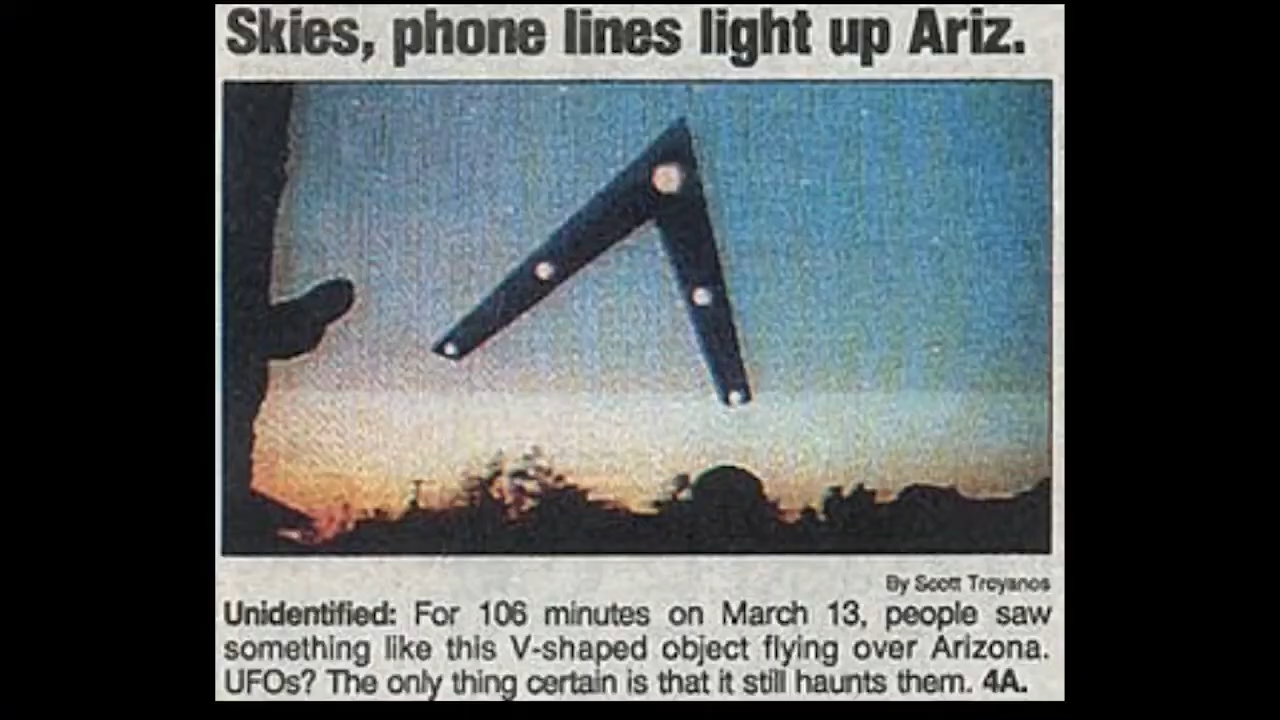 Skies, phone lines light up Ariz.
By Scott Troyanos
Unidentified: For 106 minutes on March 13, people saw
something like this V-shaped object flying over Arizona.
UFOs? The only thing certain is that it still haunts them. 4A.